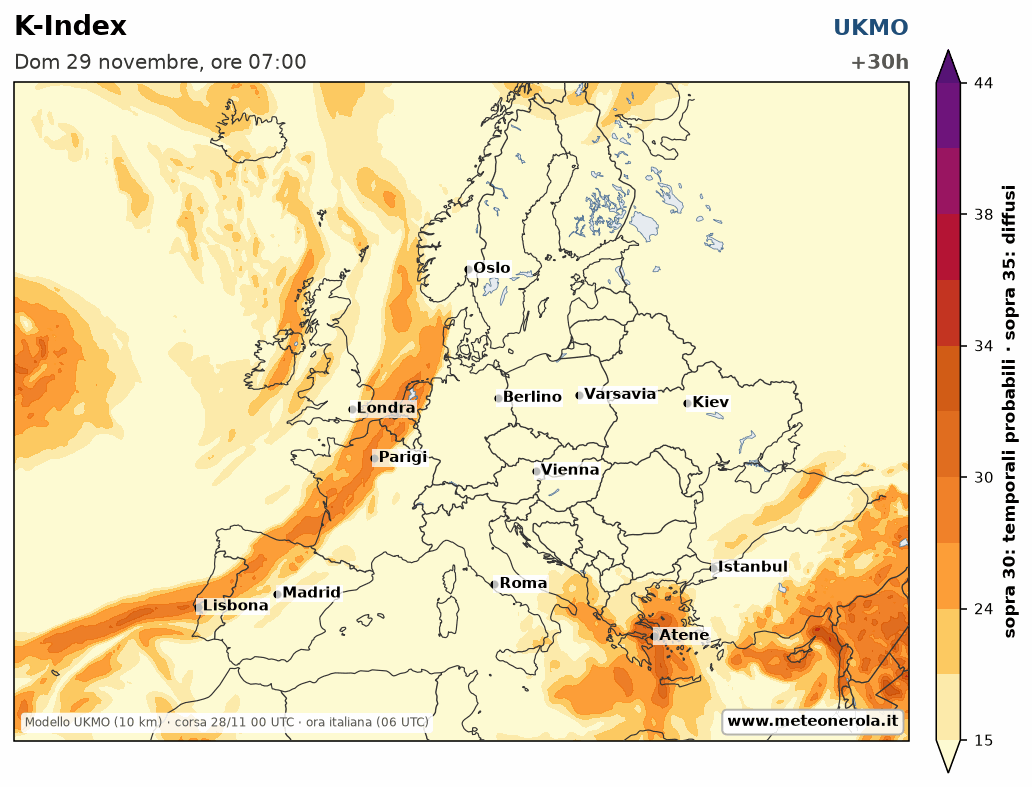 K-Index
UKMO
Dom 29 novembre, ore 07:00
+30h
44
38
34
30
24
15
sopra 30: temporali probabili · sopra 35: diffusi
Oslo
Berlino
Varsavia
Kiev
Londra
Parigi
Vienna
Istanbul
Roma
Madrid
Lisbona
Atene
Modello UKMO (10 km) · corsa 28/11 00 UTC · ora italiana (06 UTC)
www.meteonerola.it